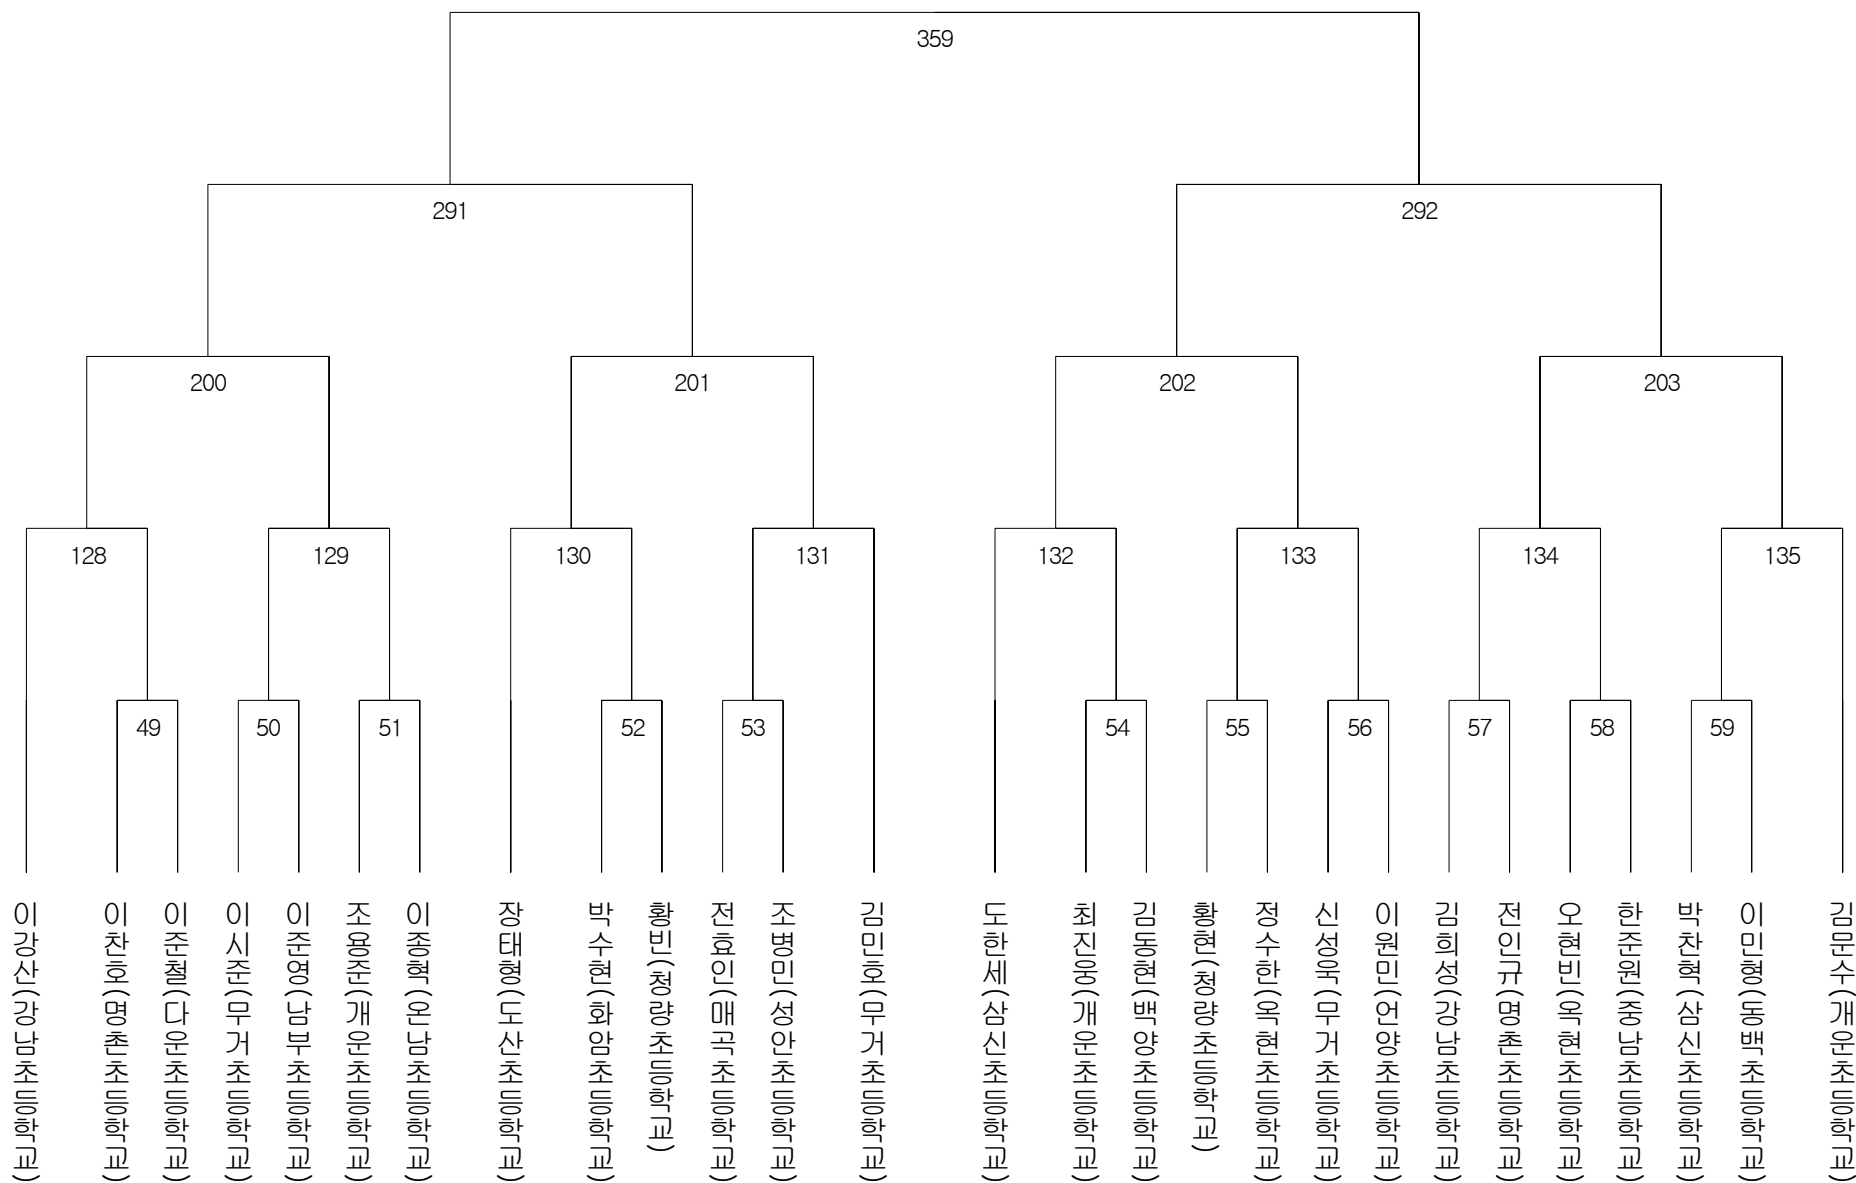 359
291
292
200
201
202
203
128
129
130
131
132
133
134
135
49
50
51
52
53
54
55
56
57
58
59
이강산(강남초등학교)
이찬호(명촌초등학교)
이준철(다운초등학교)
이시준(무거초등학교)
이준영(남부초등학교)
조용준(개운초등학교)
이종혁(온남초등학교)
장태형(도산초등학교)
박수현(화암초등학교)
황빈(청량초등학교)
전효인(매곡초등학교)
조병민(성안초등학교)
김민호(무거초등학교)
도한세(삼신초등학교)
최진웅(개운초등학교)
김동현(백양초등학교)
황현(청량초등학교)
정수한(옥현초등학교)
신성욱(무거초등학교)
이원민(언양초등학교)
김희성(강남초등학교)
전인규(명촌초등학교)
오현빈(옥현초등학교)
한준원(중남초등학교)
박찬혁(삼신초등학교)
이민형(동백초등학교)
김문수(개운초등학교)